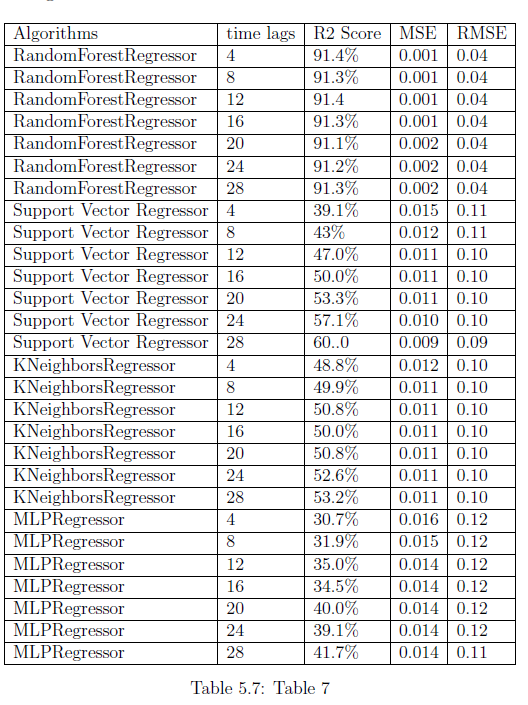 Algorithms time lags R2 Score MSE RMSE
RandomForestRegressor 4 91.4% 0.001 0.04
RandomForestRegressor 8 91.3% 0.001 0.04
RandomForestRegressor 12 91.4 0.001 0.04
RandomForestRegressor 16 91.3% 0.001 0.04
RandomForestRegressor 20 91.1% 0.002 0.04
RandomForestRegressor 24 91.2% 0.002 0.04
RandomForestRegressor 28 91.3% 0.002 0.04
Support Vector Regressor 4 39.1% 0.015 0.11
Support Vector Regressor 8 43% 0.012 0.11
Support Vector Regressor 12 47.0% 0.011 0.10
Support Vector Regressor 16 50.0% 0.011 0.10
Support Vector Regressor 20 53.3% 0.011 0.10
Support Vector Regressor 24 57.1% 0.010 0.10
Support Vector Regressor 28 60..0 0.009 0.09
KNeighborsRegressor 4 48.8% 0.012 0.10
KNeighborsRegressor 8 49.9% 0.011 0.10
KNeighborsRegressor 12 50.8% 0.011 0.10
KNeighborsRegressor 16 50.0% 0.011 0.10
KNeighborsRegressor 20 50.8% 0.011 0.10
KNeighborsRegressor 24 52.6% 0.011 0.10
KNeighborsRegressor 28 53.2% 0.011 0.10
MLPRegressor 4 30.7% 0.016 0.12
MLPRegressor 8 31.9% 0.015 0.12
MLPRegressor 12 35.0% 0.014 0.12
MLPRegressor 16 34.5% 0.014 0.12
MLPRegressor 20 40.0% 0.014 0.12
MLPRegressor 24 39.1% 0.014 0.12
MLPRegressor 28 41.7% 0.014 0.11
Table 5.7: Table 7